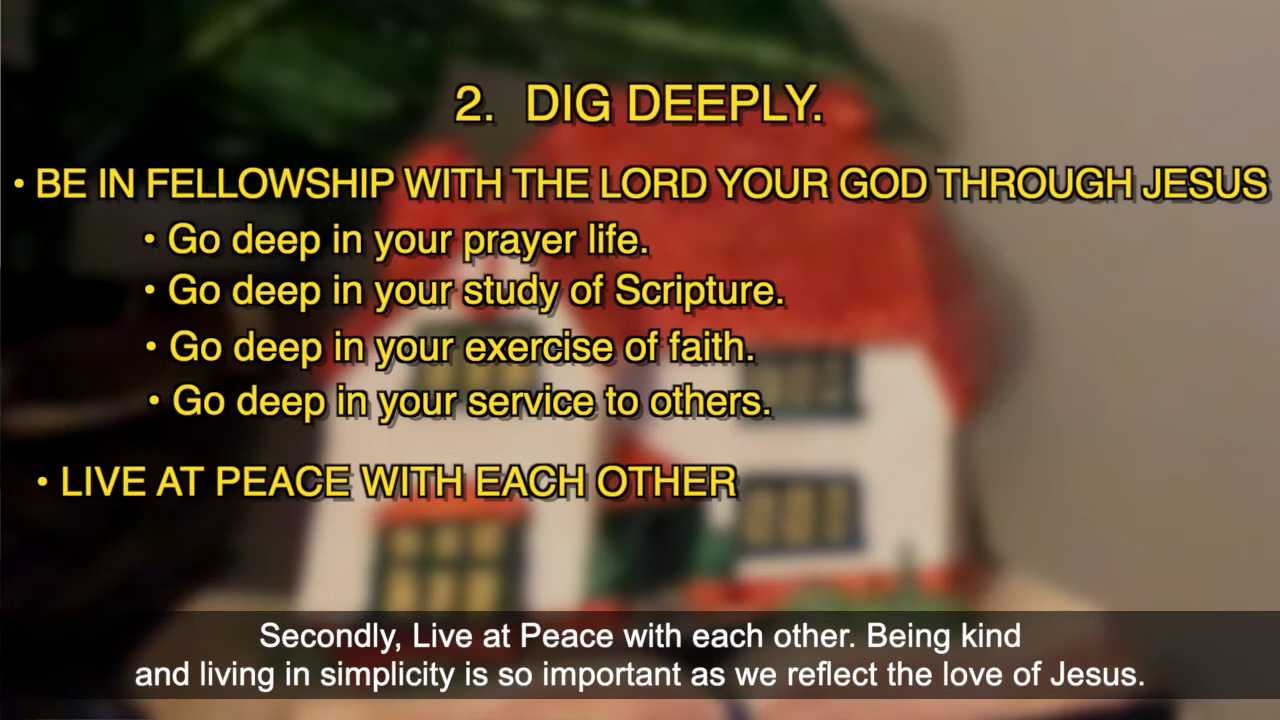 2. DIG DEEPLY.
• BE IN FELLOWSHIP WITH THE LORD YOUR GOD THROUGH JESUS
• Go deep in your prayer life.
• Go deep in your study of Scripture.
• Go deep in your exercise of faith.
• Go deep in your service to others.
• LIVE AT PEACE WITH EACH OTHER
Secondly, Live at Peace with each other. Being kind
and living in simplicity is so important as we reflect the love of Jesus.